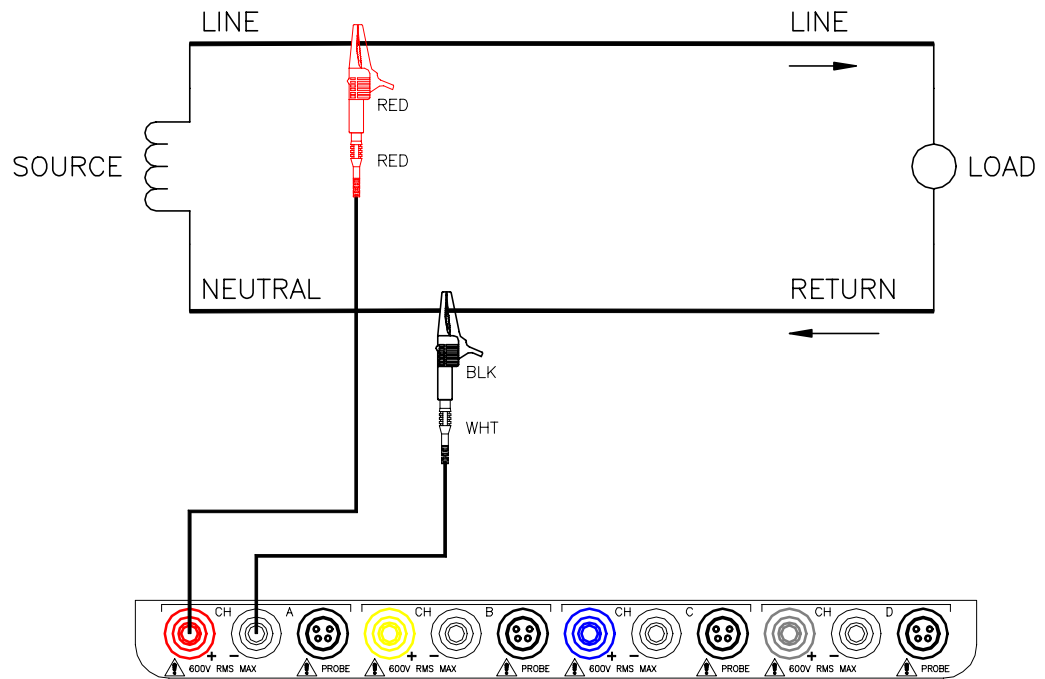 LINE LINE
RED
RED
SOURCE LOAD
NEUTRAL RETURN
BLK
WHT
CH A CH B CH C CH D
+ − + − + − + −
600V RMS MAX PROBE 600V RMS MAX PROBE 600V RMS MAX PROBE 600V RMS MAX PROBE